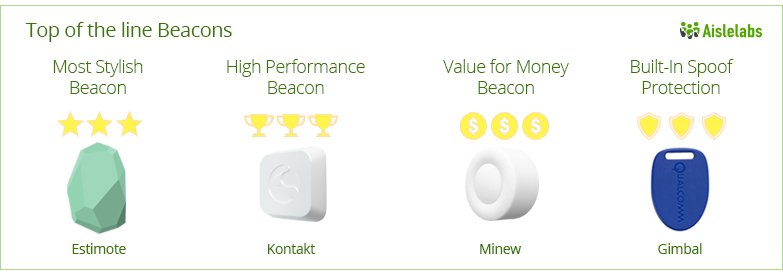 Top of the line Beacons
Aislelabs
Most Stylish
Beacon
High Performance
Beacon
Value for Money
Beacon
Built-In Spoof
Protection
$ $ $
QUALCOMM
Estimote
Kontakt
Minew
Gimbal